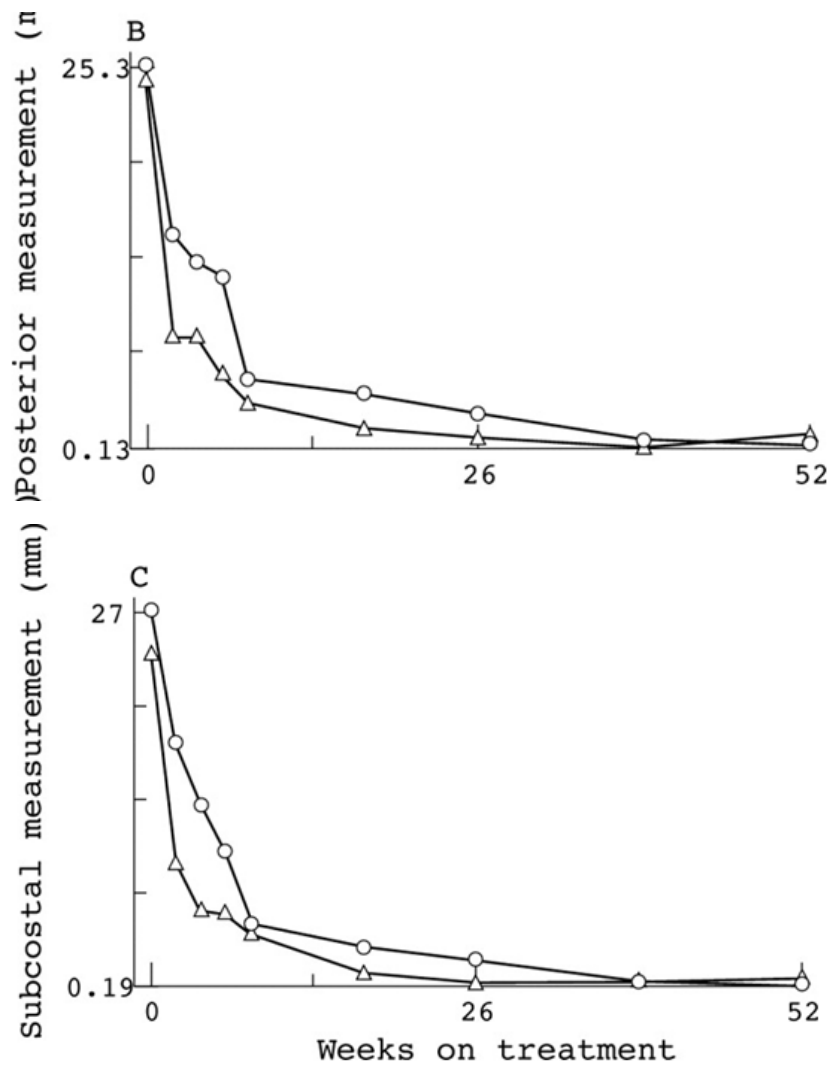 B
Posterior measurement
25.3
0.13
0 26 52
C
Subcostal measurement (mm)
27
0.19
0 26 52
Weeks on treatment